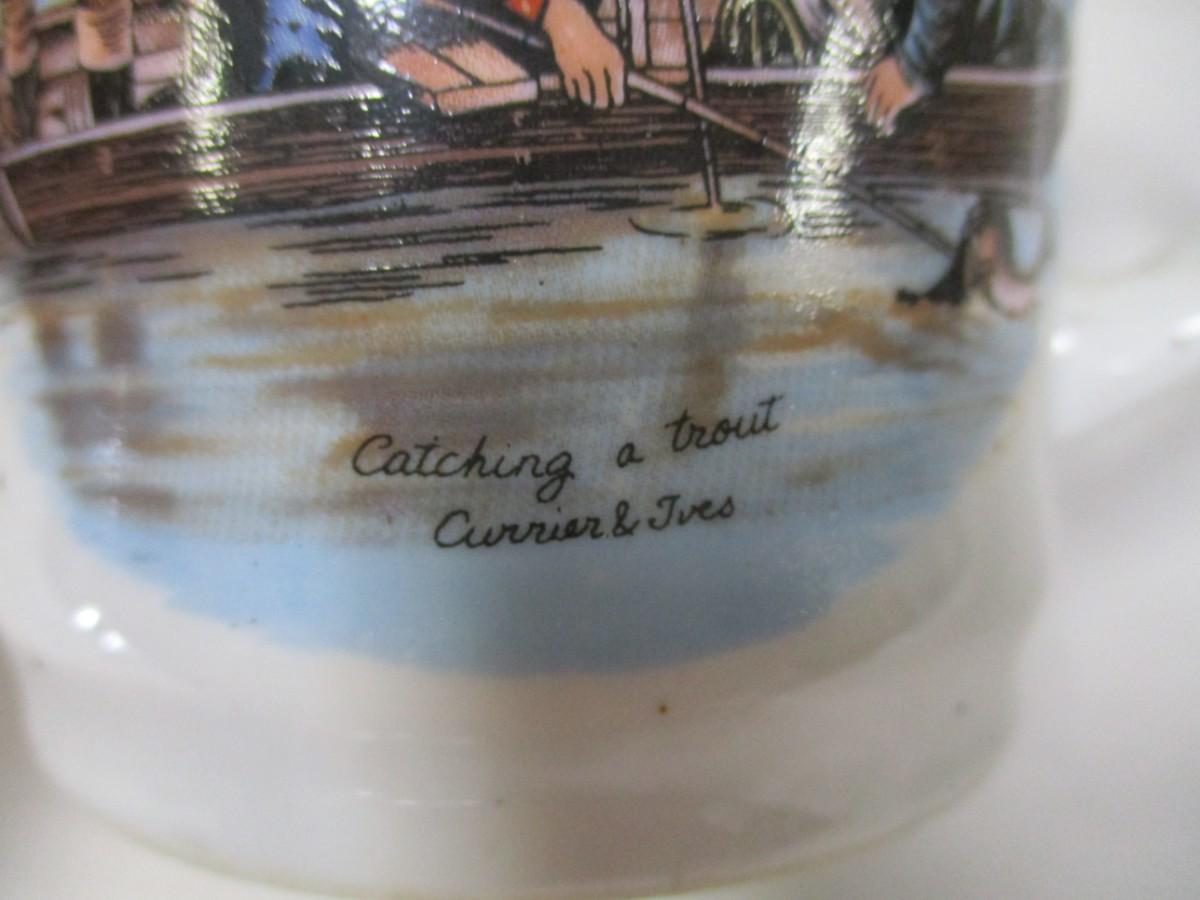 Catching a trout
Currier & Ives